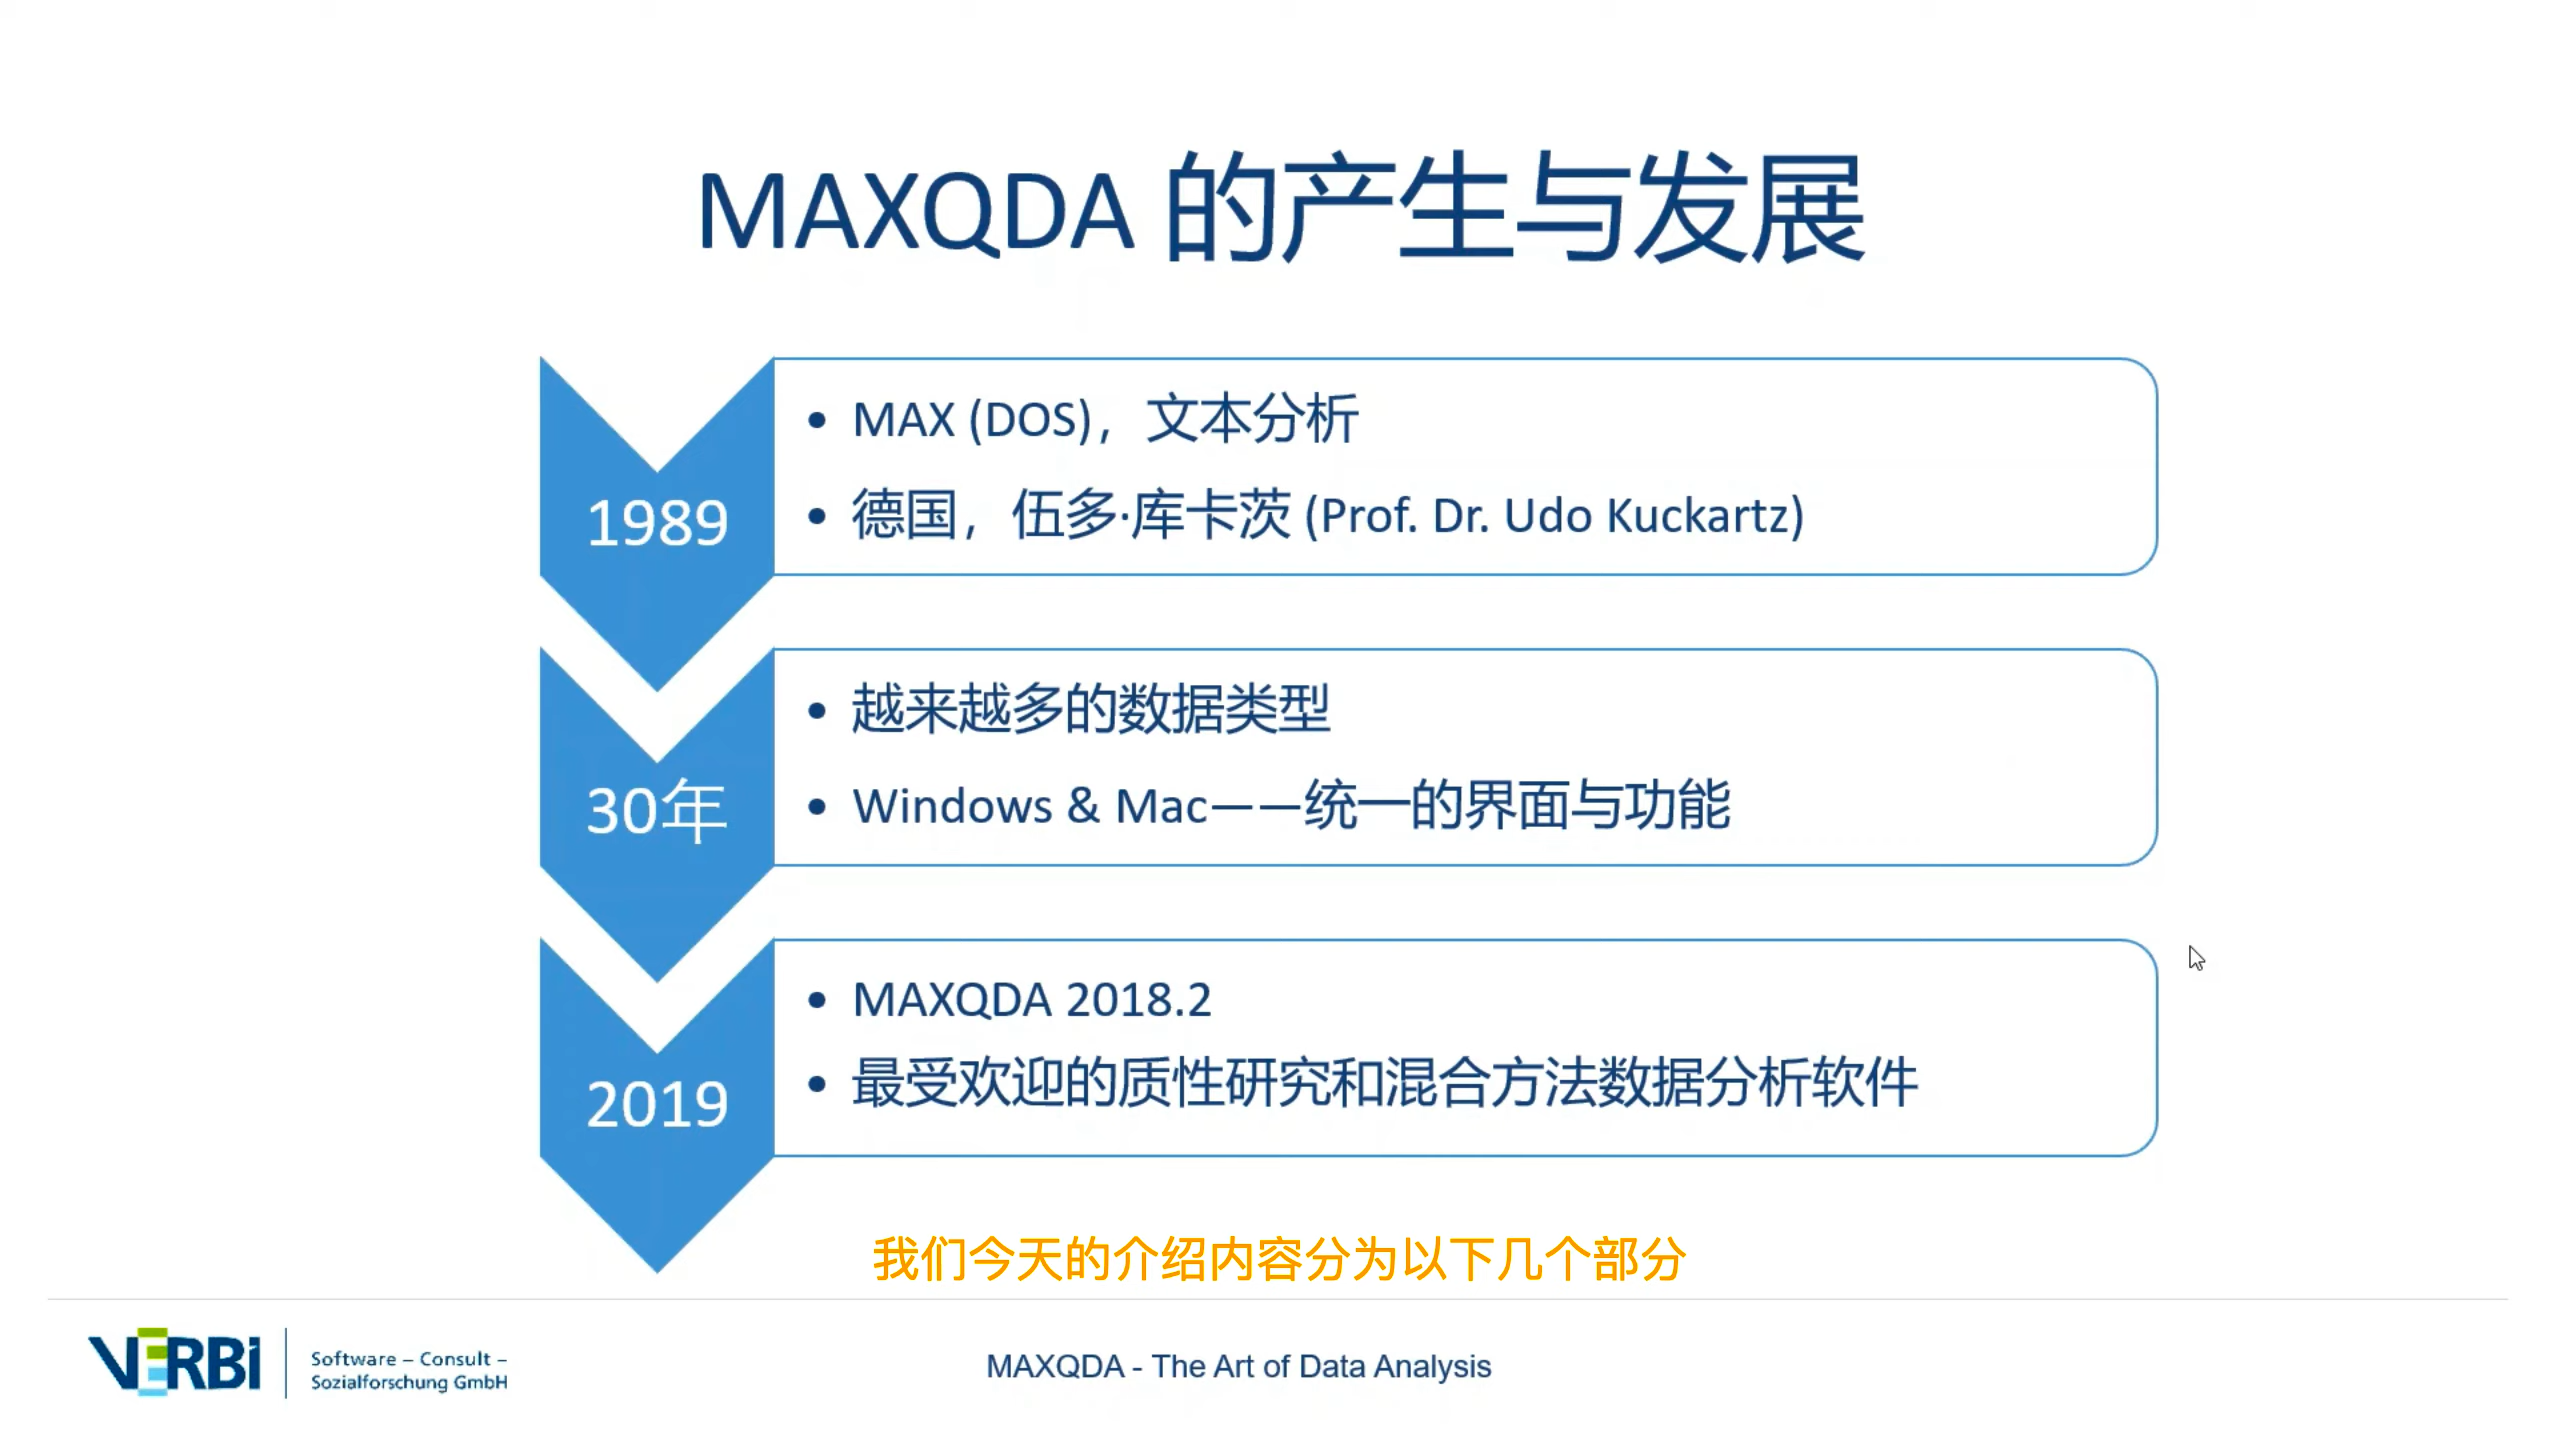 MAXQDA 的产生与发展
1989
• MAX (DOS)，文本分析
• 德国，伍多·库卡茨 (Prof. Dr. Udo Kuckartz)
30年
• 越来越多的数据类型
• Windows & Mac——统一的界面与功能
2019
• MAXQDA 2018.2
• 最受欢迎的质性研究和混合方法数据分析软件
我们今天的介绍内容分为以下几个部分
VERBI
Software – Consult –
Sozialforschung GmbH
MAXQDA - The Art of Data Analysis